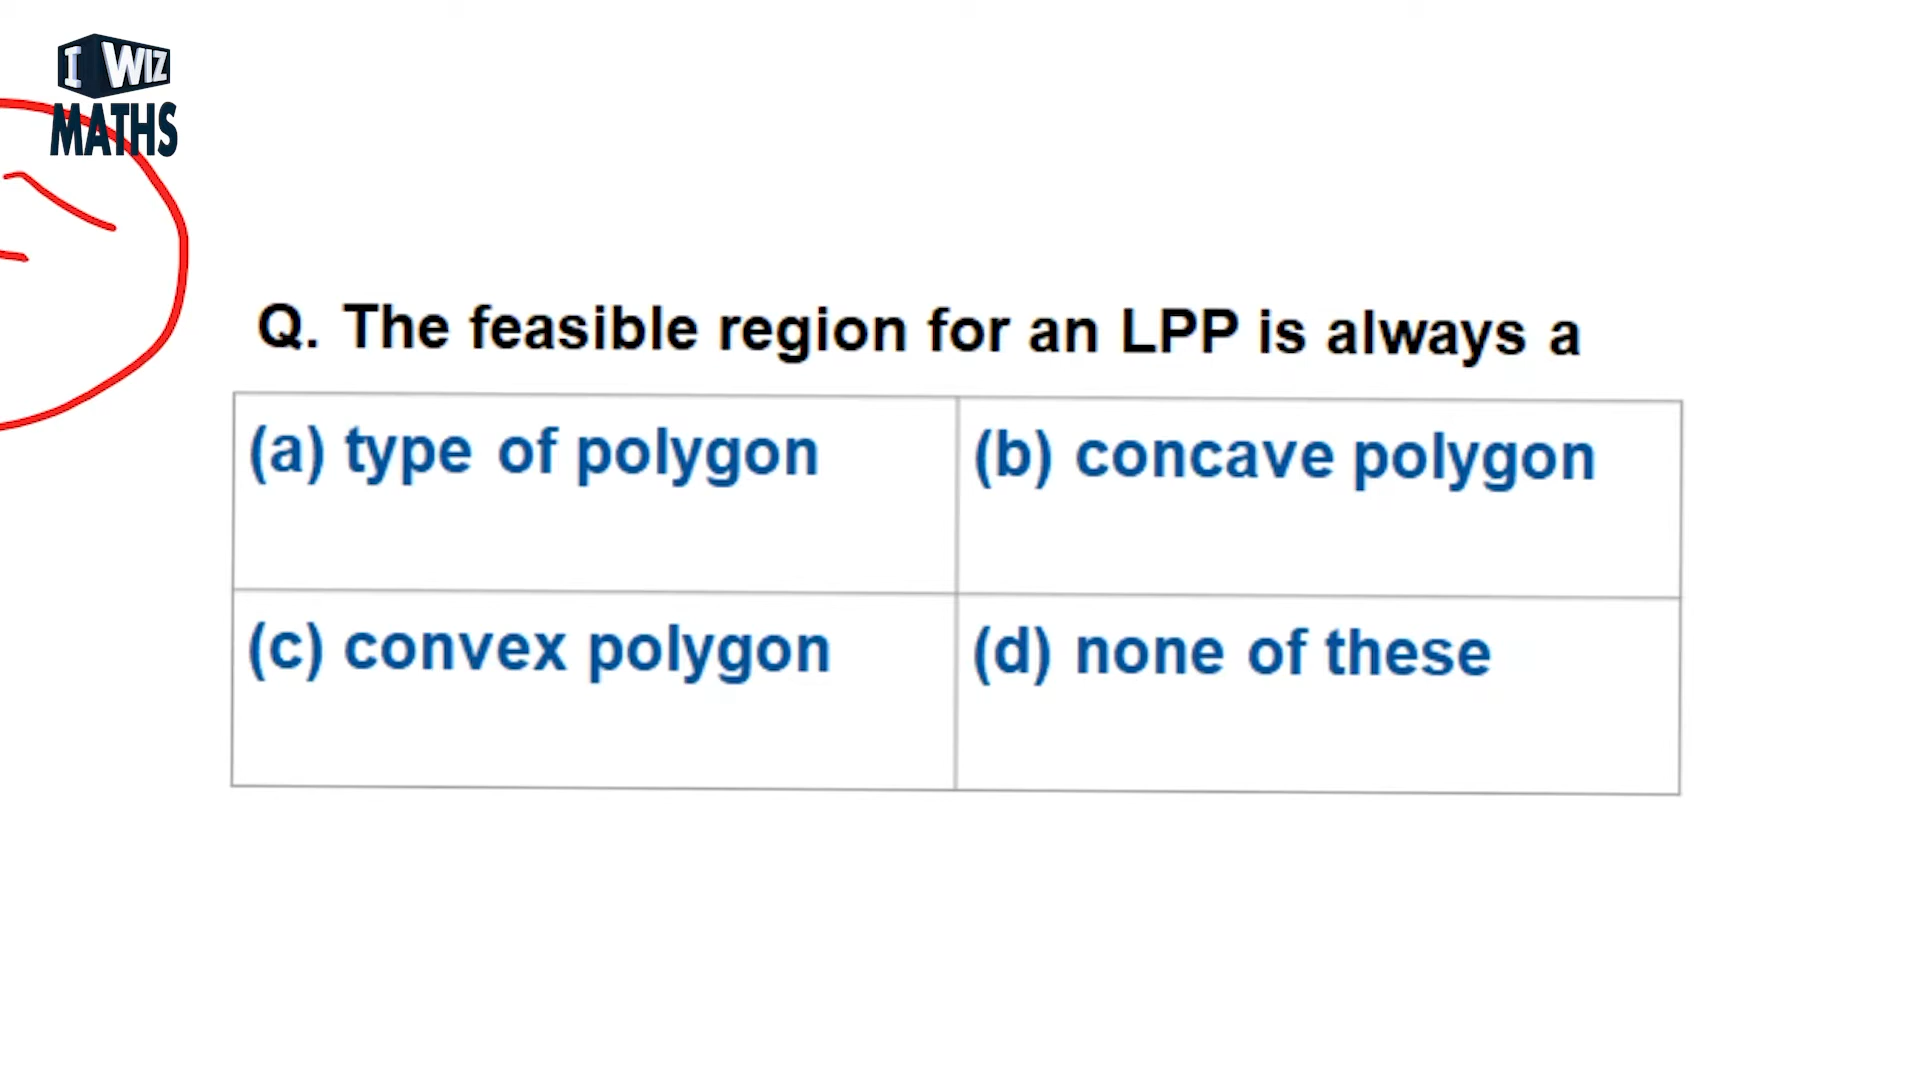 I WIZ
MATHS
Q. The feasible region for an LPP is always a
(a) type of polygon
(b) concave polygon
(c) convex polygon
(d) none of these